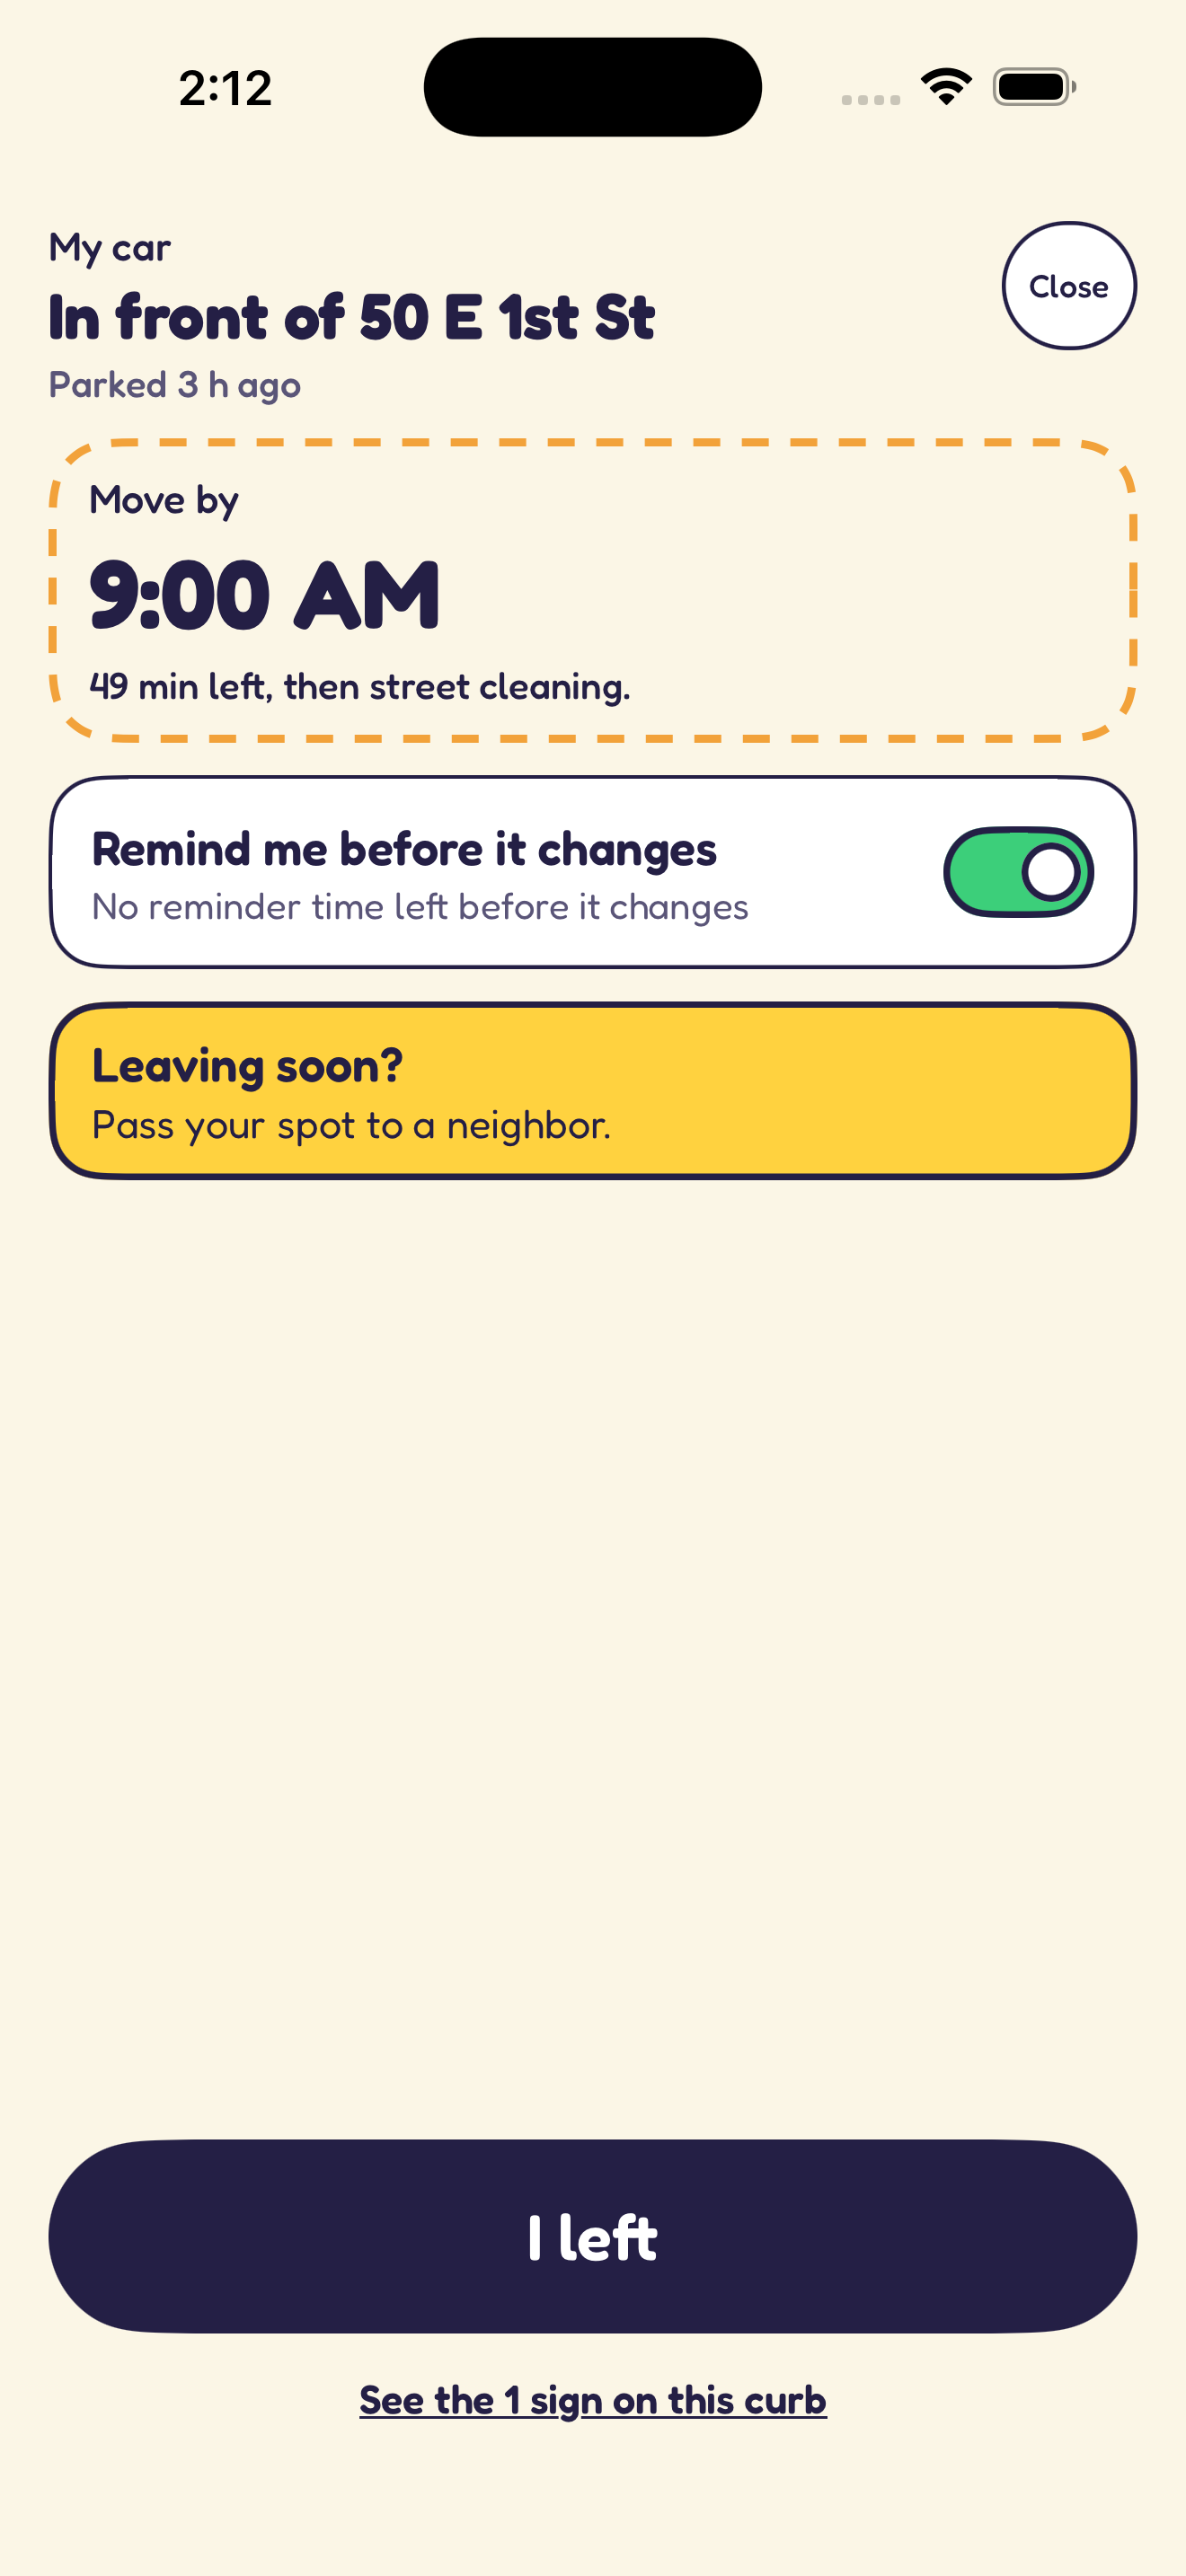 2:12
My car
In front of 50 E 1st St
Parked 3 h ago
Close
Move by
9:00 AM
49 min left, then street cleaning.
Remind me before it changes
No reminder time left before it changes
Leaving soon?
Pass your spot to a neighbor.
I left
See the 1 sign on this curb